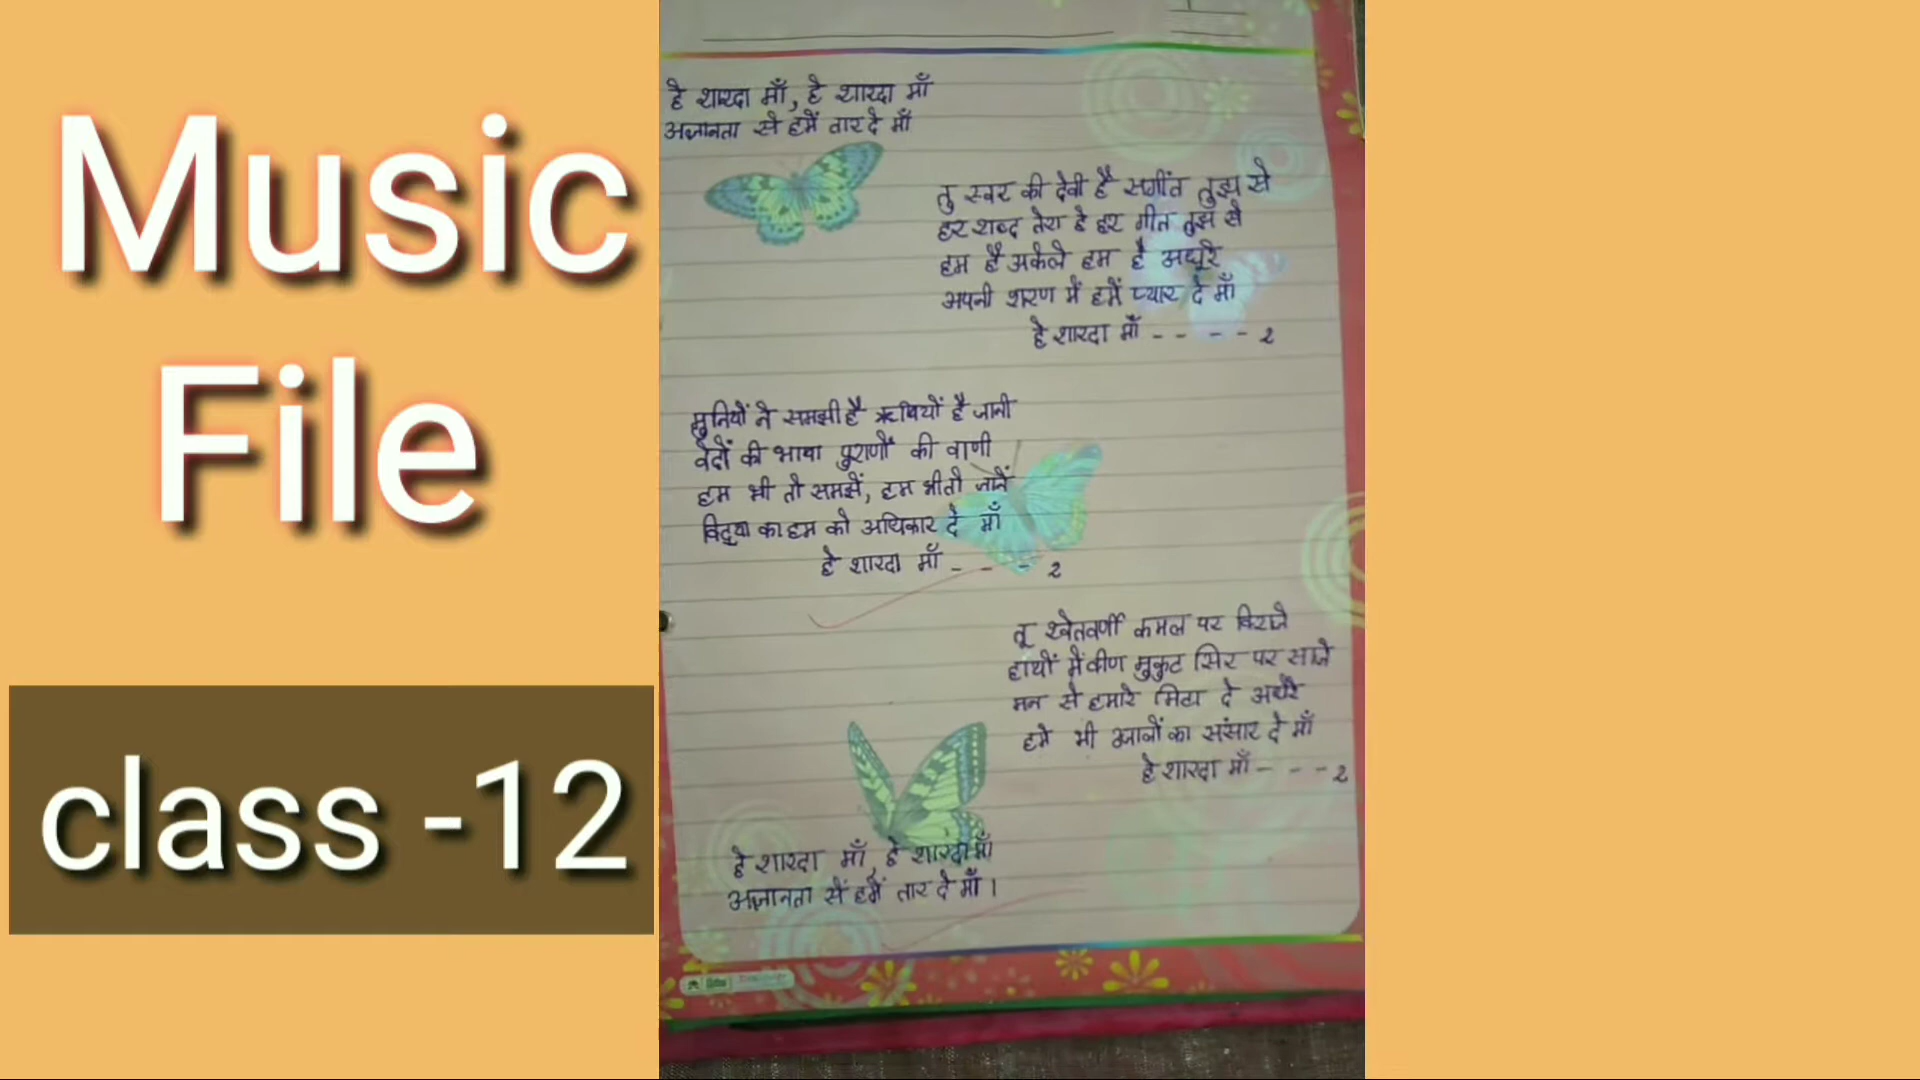 Music
File
class -12
हे शारदा माँ, हे शारदा माँ
अज्ञानता से हमें तार दे माँ
तु स्वर की देवी है सगींत तुझ से
हर शब्द तेरा है हर गीत तुझ से
हम है अकेले हम है अधूरे
अपनी शरण में हमें प्यार दे माँ
हे शारदा माँ - - - - 2
मुनियों ने समझी है ऋषियों है जानी
वेदों की भाषा पुराणों की वाणी
हम भी तो समझें, हम भी तो जानें
विद्या का हम को अधिकार दे माँ
हे शारदा माँ - - - 2
तू श्वेतवर्णी कमल पर विराजे
हाथों में वीण मुकुट सिर पर साजे
मन से हमारे मिटा दे अधेरे
हमे भी का संसार दे माँ
हे शारदा माँ - - - 2
हे शारदा माँ, हे शारदा माँ
अज्ञानता सें हमें तार दे माँ ।